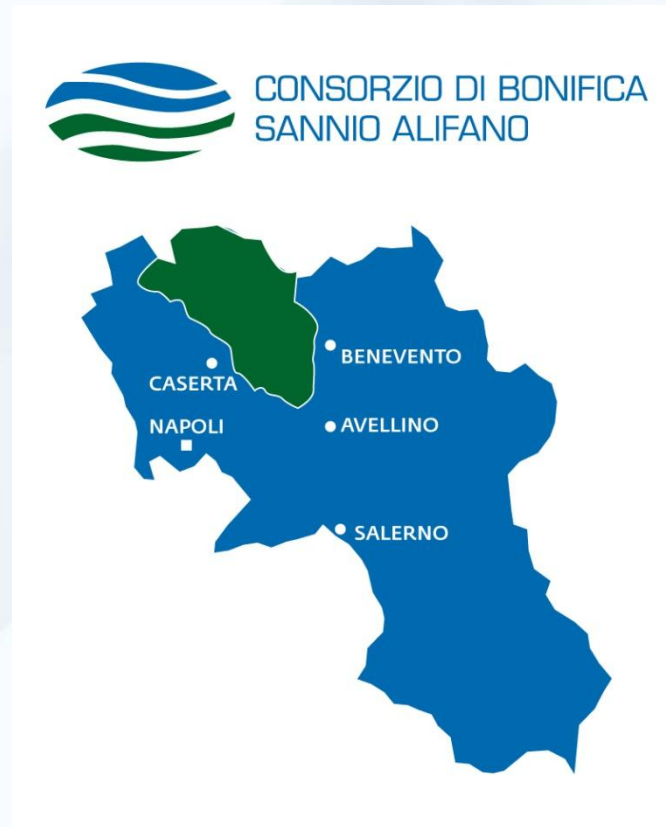 CONSORZIO DI BONIFICA
SANNIO ALIFANO
BENEVENTO
CASERTA
NAPOLI
AVELLINO
SALERNO